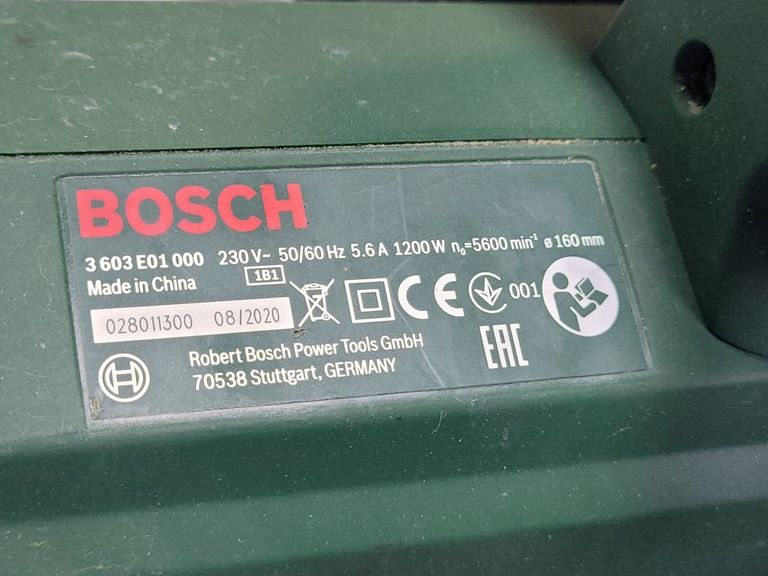 BOSCH
3 603 E01 000 230 V~ 50/60 Hz 5.6 A 1200 W n₀=5600 min⁻¹ ø 160 mm
Made in China 1B1
CE 001
028011300 08/2020
Robert Bosch Power Tools GmbH
70538 Stuttgart, GERMANY
EAC